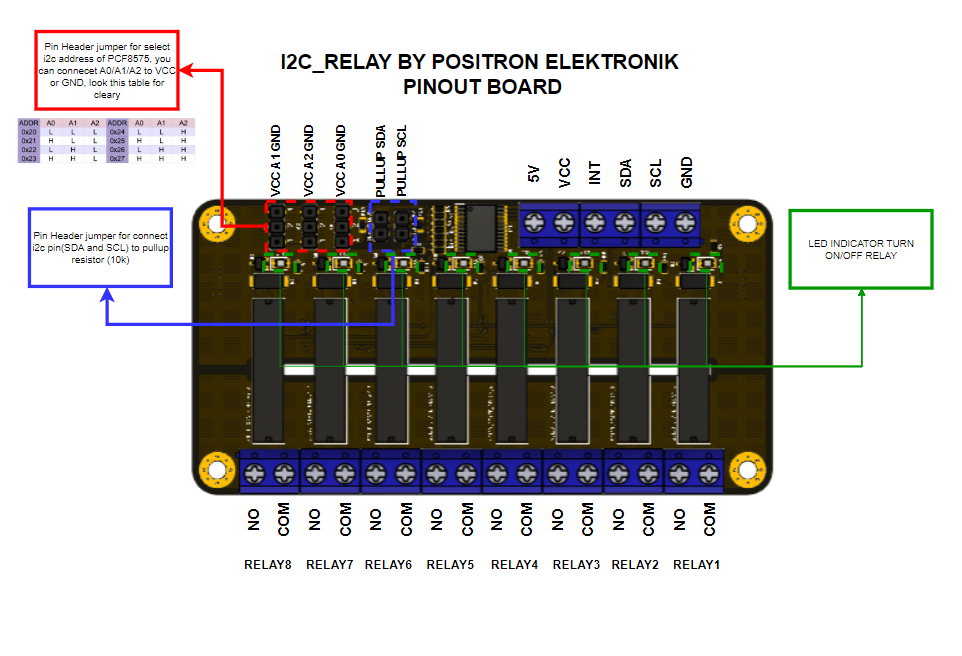 I2C_RELAY BY POSITRON ELEKTRONIK
PINOUT BOARD
Pin Header jumper for select
i2c address of PCF8575, you
can connecet A0/A1/A2 to VCC
or GND, look this table for
cleary
ADDR A0 A1 A2 ADDR A0 A1 A2
0x20 L L L 0x24 L L H
0x21 H L L 0x25 H L H
0x22 L H L 0x26 L H H
0x23 H H L 0x27 H H H
VCC A1 GND
VCC A2 GND
VCC A0 GND
PULLUP SDA
PULLUP SCL
5V
VCC
INT
SDA
SCL
GND
Pin Header jumper for connect
i2c pin(SDA and SCL) to pullup
resistor (10k)
LED INDICATOR TURN
ON/OFF RELAY
NO COM NO COM NO COM NO COM NO COM NO COM NO COM NO COM
RELAY8 RELAY7 RELAY6 RELAY5 RELAY4 RELAY3 RELAY2 RELAY1